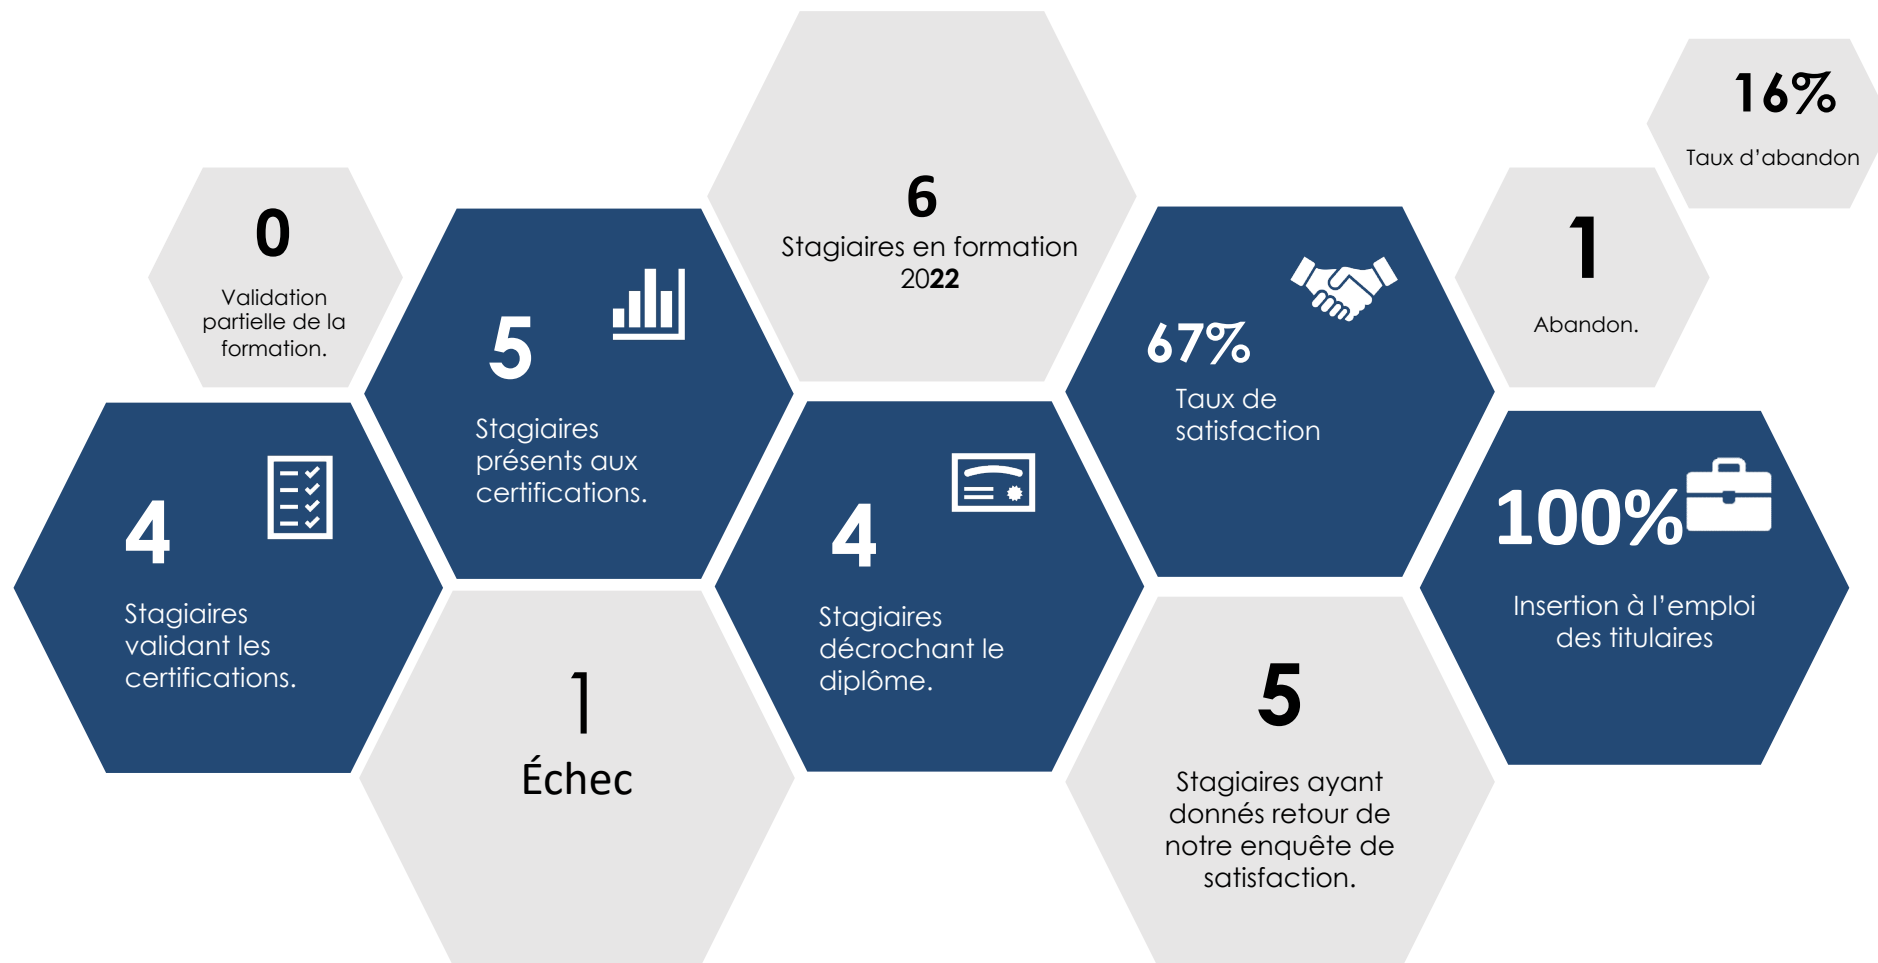 16%
Taux d’abandon
6
Stagiaires en formation
2022
0
Validation
partielle de la
formation.
5
Stagiaires
présents aux
certifications.
67%
Taux de
satisfaction
1
Abandon.
4
Stagiaires
validant les
certifications.
4
Stagiaires
décrochant le
diplôme.
100%
Insertion à l’emploi
des titulaires
1
Échec
5
Stagiaires ayant
donnés retour de
notre enquête de
satisfaction.